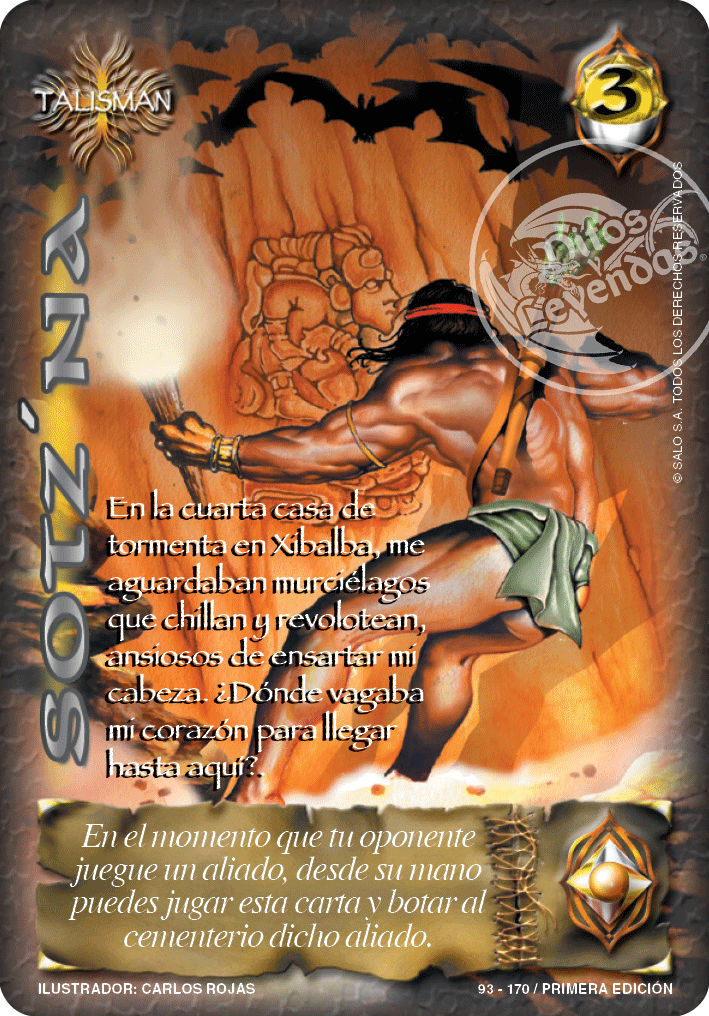 TALISMAN
3
Mitos
y
Leyendas
SOTZ´NA
© SALO S.A. TODOS LOS DERECHOS RESERVADOS
En la cuarta casa de
tormenta en Xibalba, me
aguardaban murciélagos
que chillan y revolotean,
ansiosos de ensartar mi
cabeza. ¿Dónde vagaba
mi corazón para llegar
hasta aquí?.
En el momento que tu oponente
juegue un aliado, desde su mano
puedes jugar esta carta y botar al
cementerio dicho aliado.
ILUSTRADOR: CARLOS ROJAS
93 - 170 / PRIMERA EDICIÓN